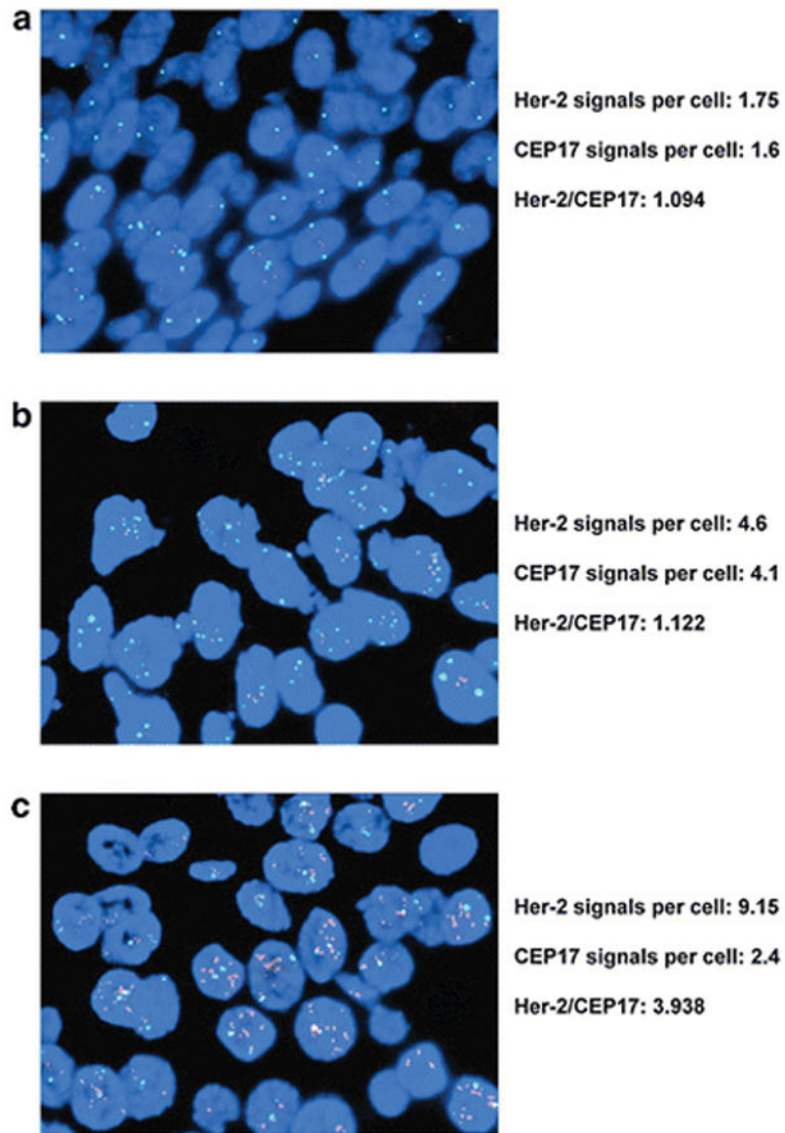 a
Her-2 signals per cell: 1.75
CEP17 signals per cell: 1.6
Her-2/CEP17: 1.094
b
Her-2 signals per cell: 4.6
CEP17 signals per cell: 4.1
Her-2/CEP17: 1.122
c
Her-2 signals per cell: 9.15
CEP17 signals per cell: 2.4
Her-2/CEP17: 3.938